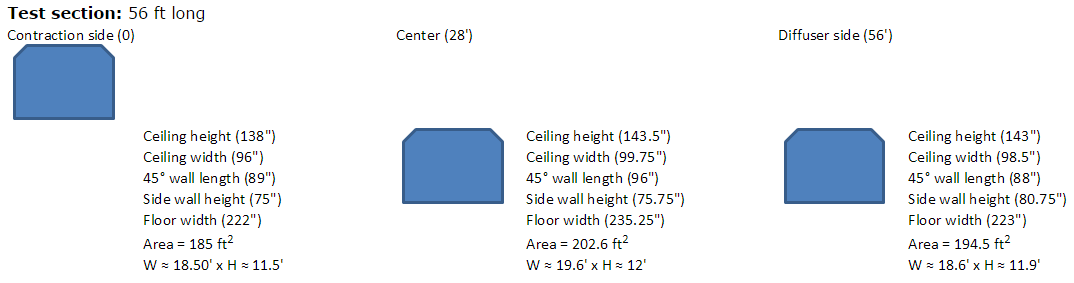 Test section: 56 ft long
Contraction side (0)
Center (28')
Diffuser side (56')
Ceiling height (138")
Ceiling width (96")
45° wall length (89")
Side wall height (75")
Floor width (222")
Area = 185 ft²
W ≈ 18.50' x H ≈ 11.5'
Ceiling height (143.5")
Ceiling width (99.75")
45° wall length (96")
Side wall height (75.75")
Floor width (235.25")
Area = 202.6 ft²
W ≈ 19.6' x H ≈ 12'
Ceiling height (143")
Ceiling width (98.5")
45° wall length (88")
Side wall height (80.75")
Floor width (223")
Area = 194.5 ft²
W ≈ 18.6' x H ≈ 11.9'